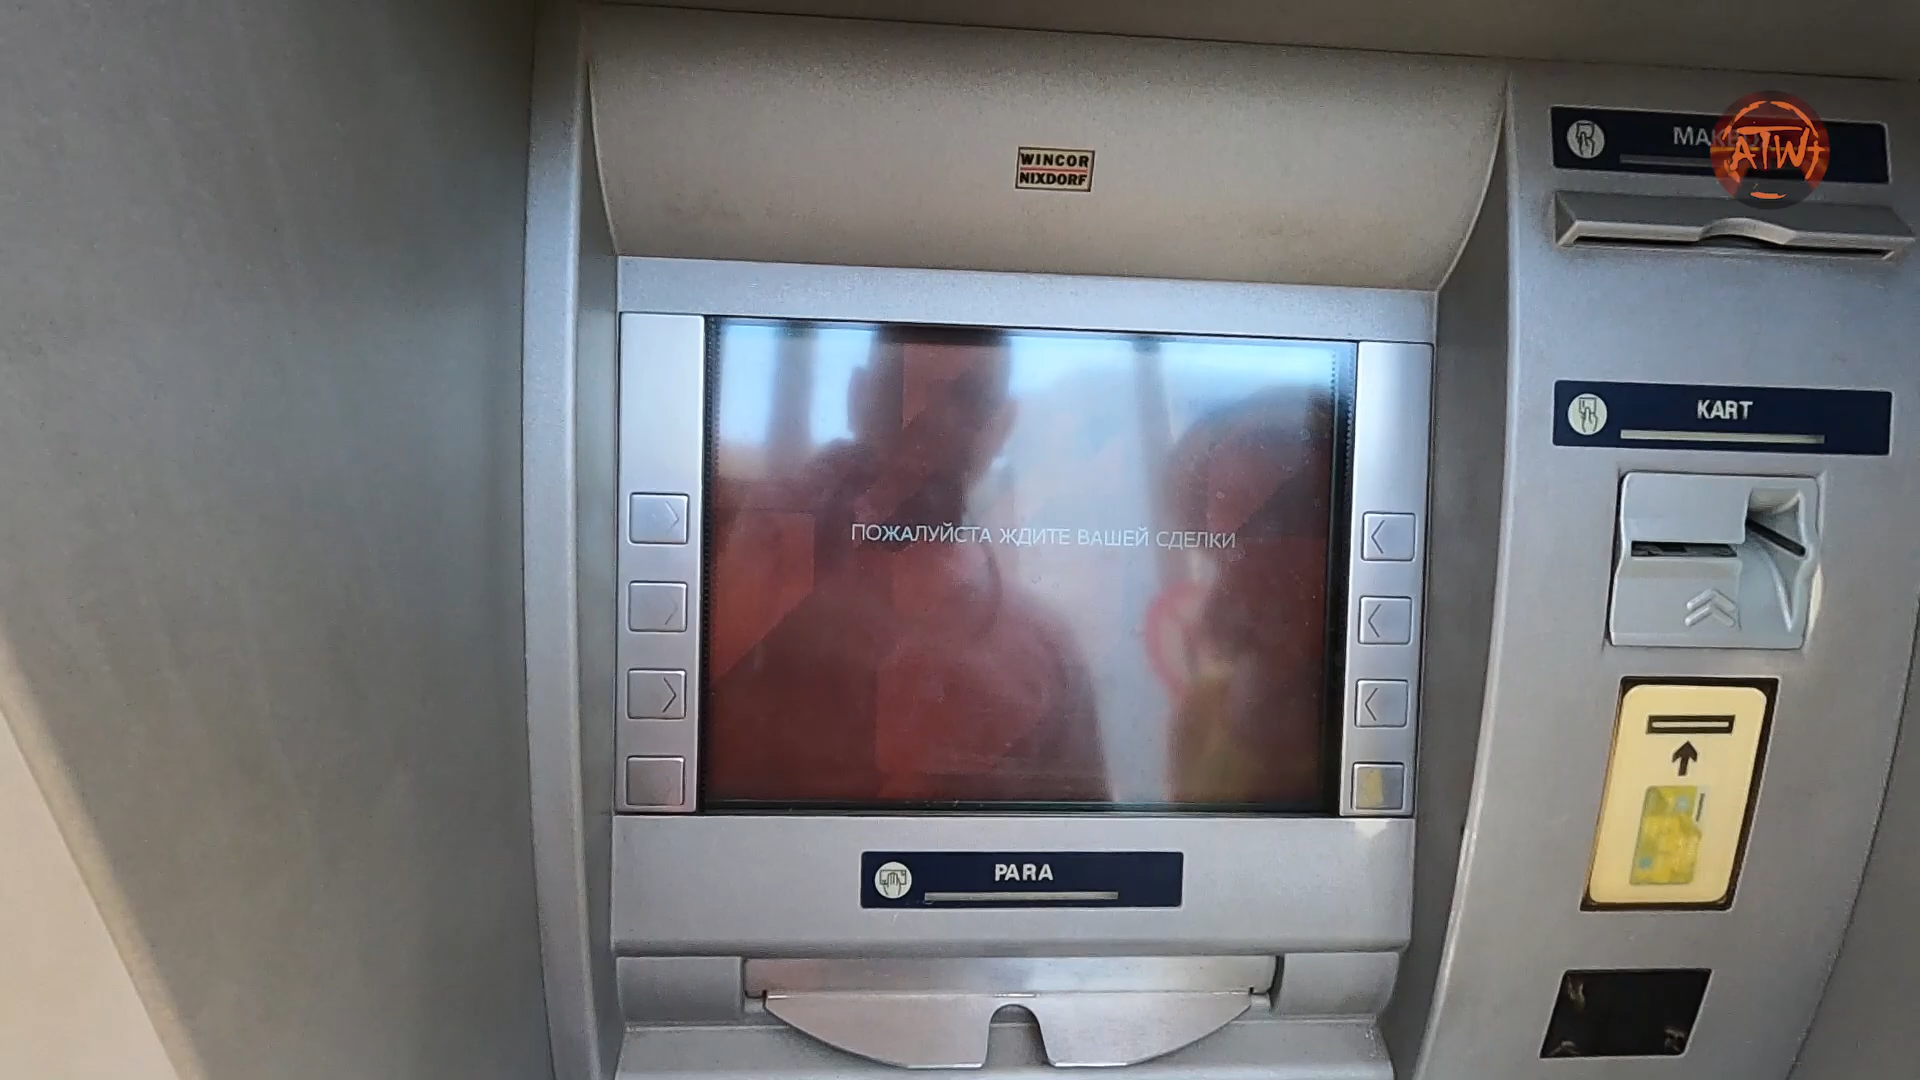 WINCOR
NIXDORF
ATW
KART
ПОЖАЛУЙСТА ЖДИТЕ ВАШЕЙ СДЕЛКИ
PARA